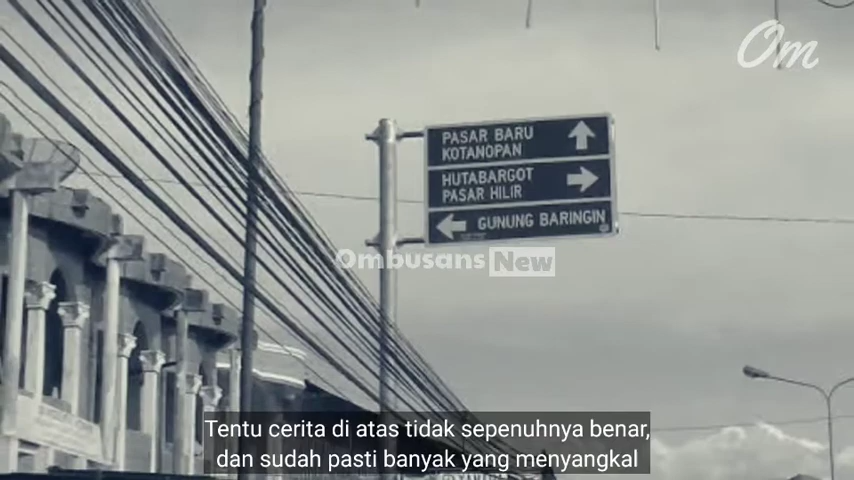 Om
PASAR BARU
KOTANOPAN
HUTABARGOT
PASAR HILIR
GUNUNG BARINGIN
Ombusans New
Tentu cerita di atas tidak sepenuhnya benar,
dan sudah pasti banyak yang menyangkal